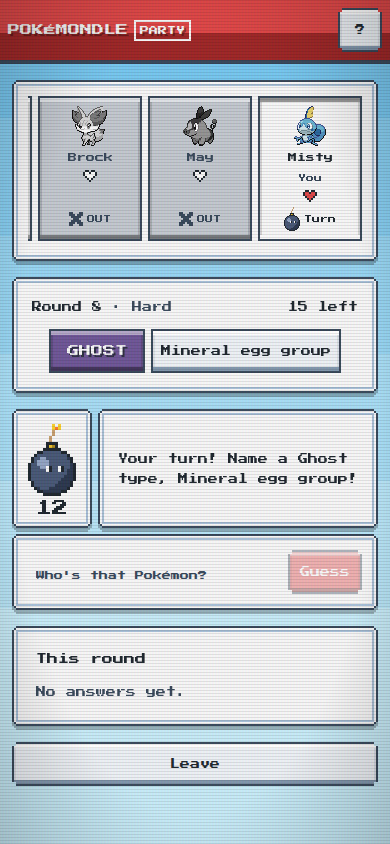 POKéMONDLE PARTY
?
Brock
OUT
May
OUT
Misty
You
Turn
Round 8 · Hard
15 left
GHOST
Mineral egg group
12
Your turn! Name a Ghost
type, Mineral egg group!
Who's that Pokémon?
Guess
This round
No answers yet.
Leave